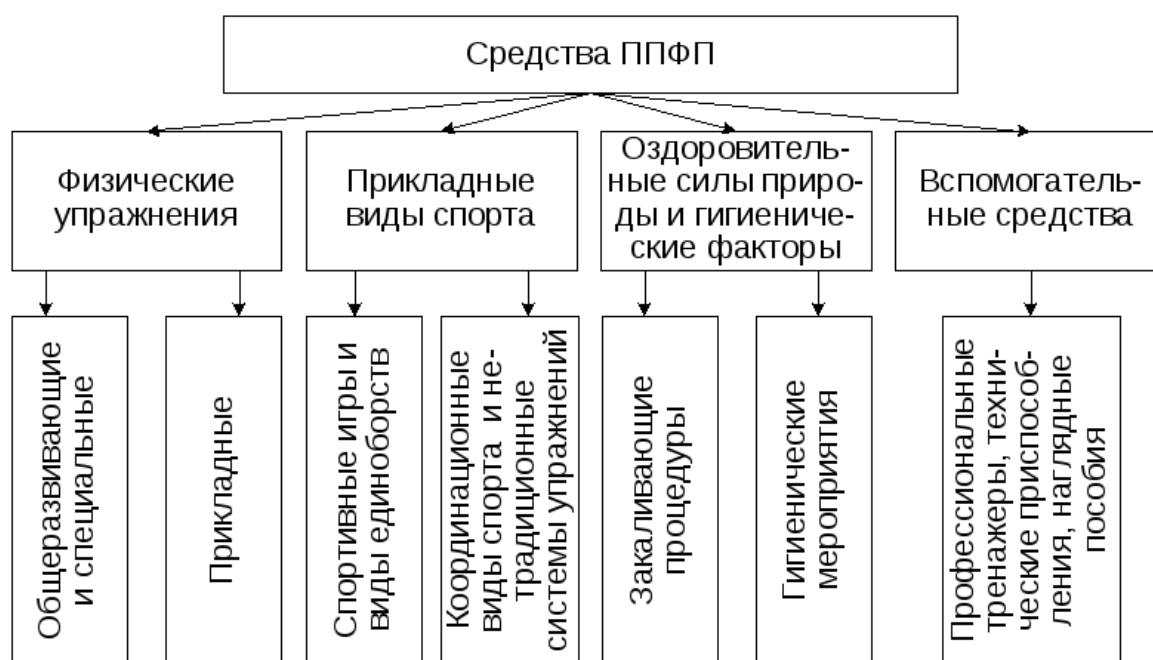 Средства ППФП
Физические
упражнения
Прикладные
виды спорта
Оздоровитель-
ные силы приро-
ды и гигиениче-
ские факторы
Вспомогатель-
ные средства
Общеразвивающие
и специальные
Прикладные
Спортивные игры и
виды единоборств
Координационные
виды спорта и не-
традиционные
системы упражнений
Закаливающие
процедуры
Гигиенические
мероприятия
Профессиональные
тренажеры, техни-
ческие приспособ-
ления, наглядные
пособия